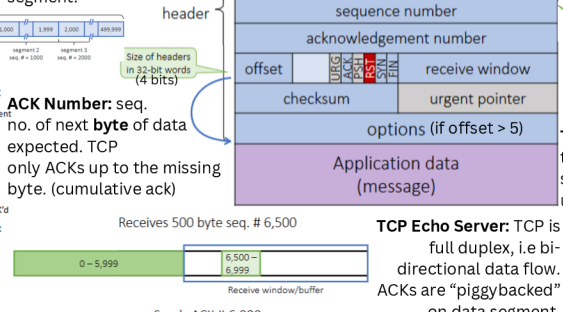 segment.
header
sequence number
1,000
1,999
2,000
499,999
acknowledgement number
segment 2
seg. # = 1000
segment 3
seg. # = 2000
Size of headers
in 32-bit words
(4 bits)
offset
URG
ACK
PSH
RST
SYN
FIN
receive window
checksum
urgent pointer
ACK Number: seq.
no. of next byte of data
expected. TCP
only ACKs up to the missing
byte. (cumulative ack)
options (if offset > 5)
Application data
(message)
Receives 500 byte seq. # 6,500
0 – 5,999
6,500 –
6,999
Receive window/buffer
TCP Echo Server: TCP is
full duplex, i.e bi-
directional data flow.
ACKs are “piggybacked”
on data segment.